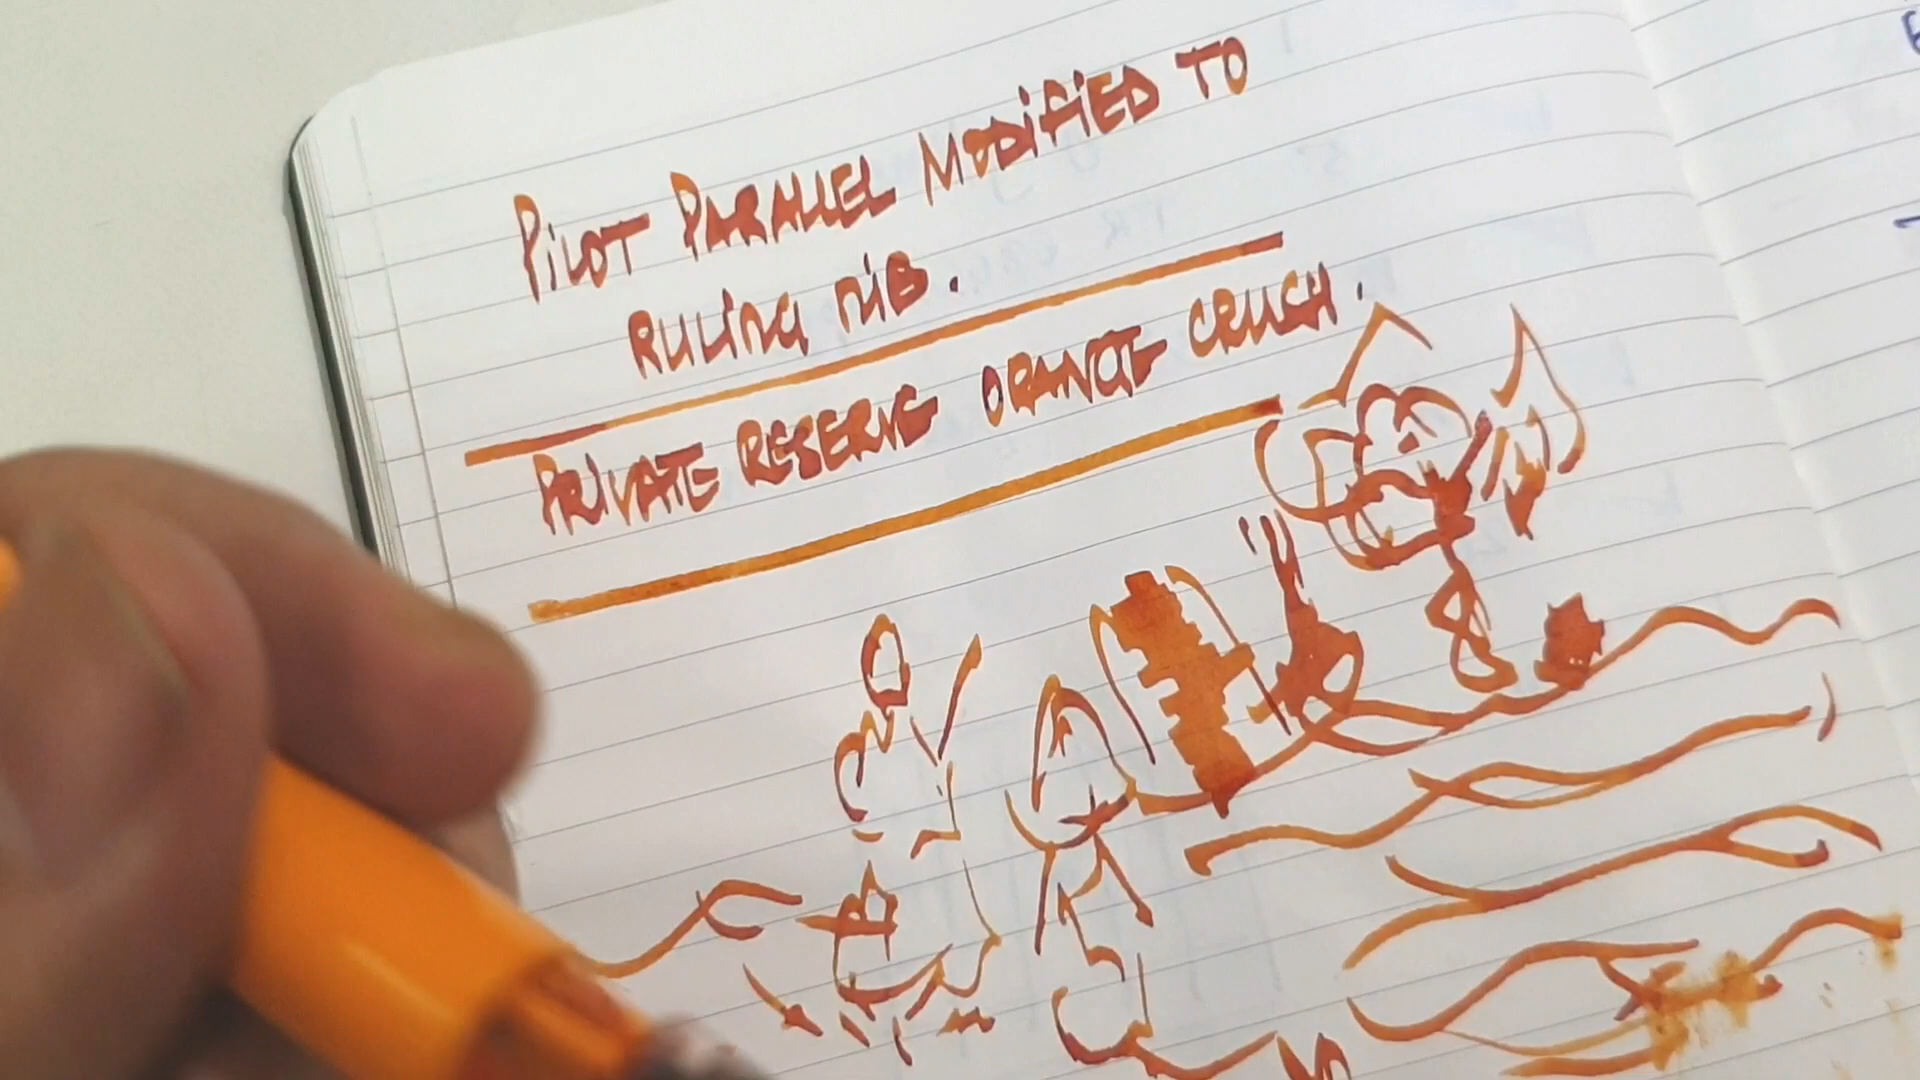 PiLOT PARALLEL MODiFiED TO
RULiNG NiB.
PRiVATE RESERVE ORANGE CRUSH.